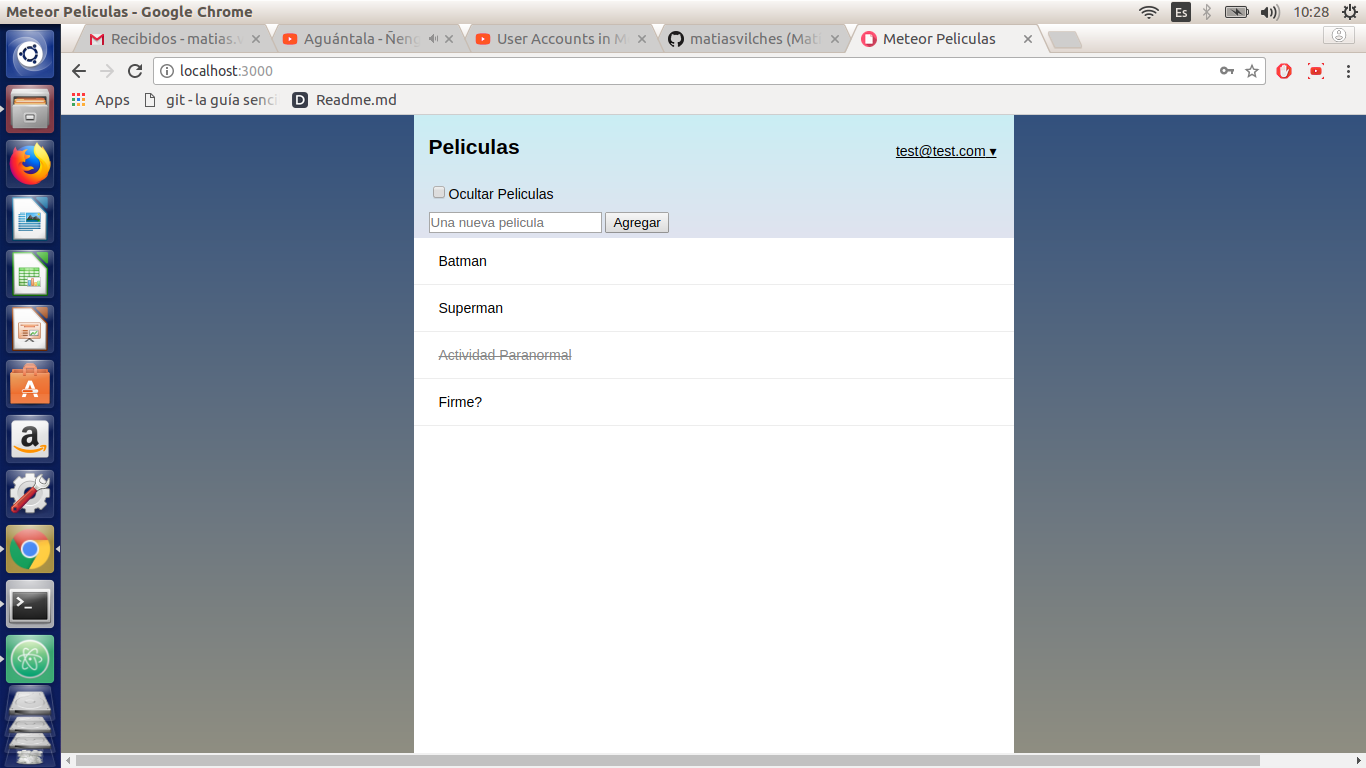 Meteor Peliculas - Google Chrome
Es
10:28
Recibidos - matias.
Aguántala - Ñeng
User Accounts in M
matiasvilches (Mati
Meteor Peliculas
localhost:3000
Apps
git - la guía senci
D
Readme.md
Peliculas
test@test.com ▾
Ocultar Peliculas
Una nueva pelicula
Agregar
Batman
Superman
Actividad Paranormal
Firme?